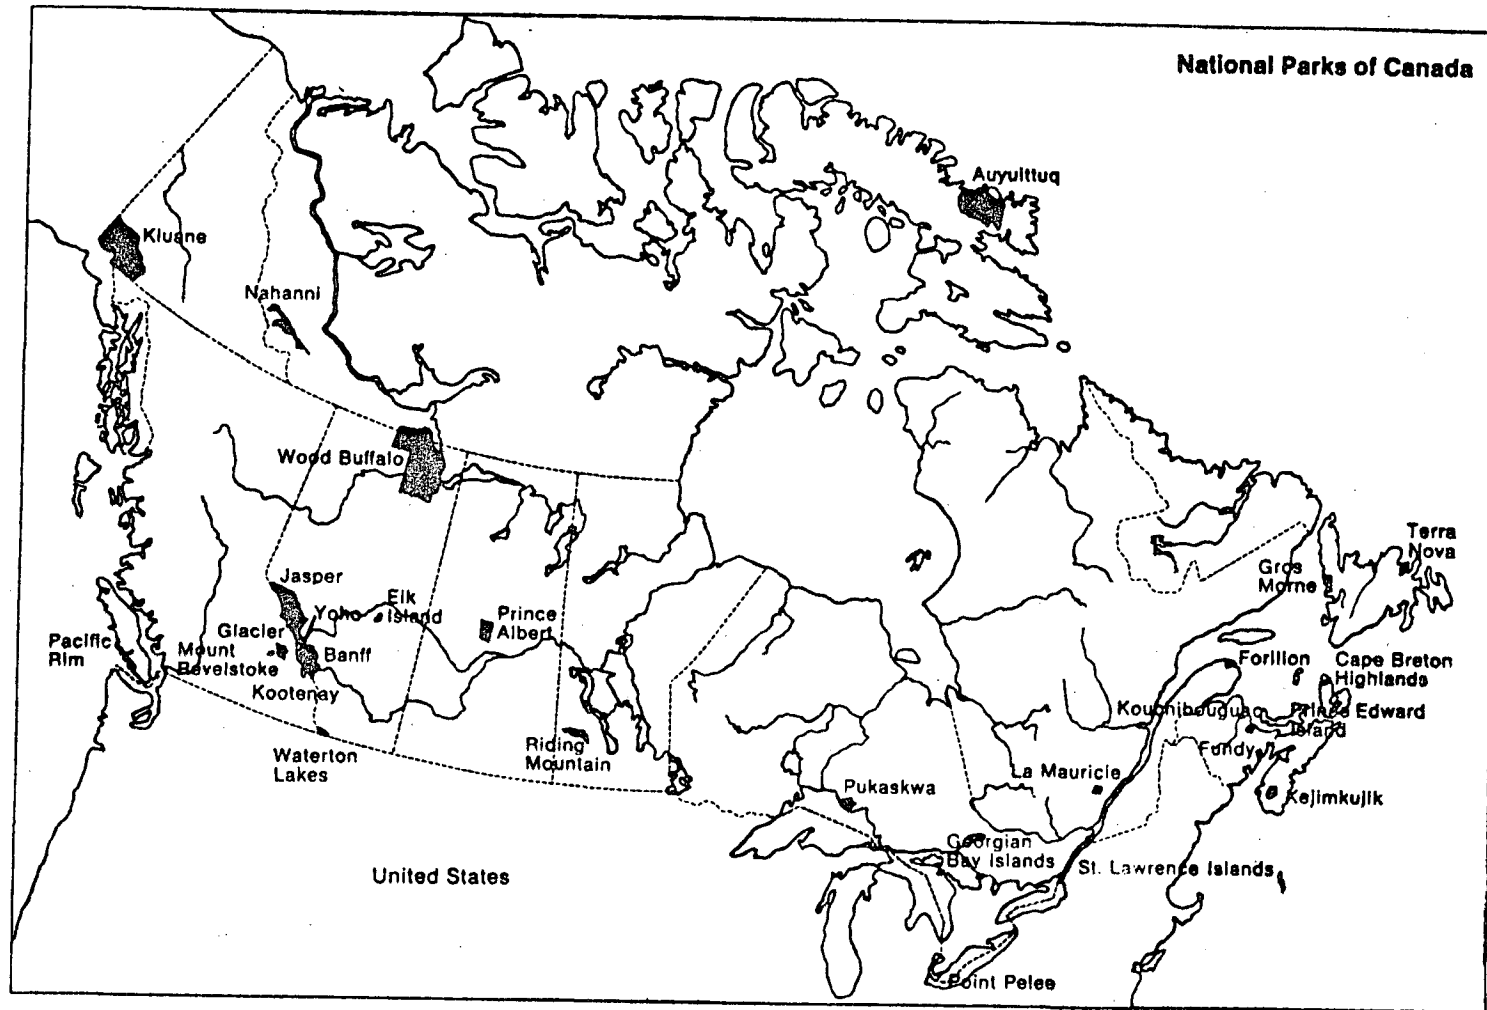 National Parks of Canada
Auyuittuq
Kluane
Nahanni
Wood Buffalo
Terra
Nova
Gros
Morne
Jasper
Elk
Island
Yoho
Prince
Albert
Glacier
Pacific
Rim
Mount
Revelstoke
Banff
Kootenay
Forillon
Cape Breton
Highlands
Kouchibouguac
Prince Edward
Island
Fundy
Riding
Mountain
Waterton
Lakes
La Mauricie
Pukaskwa
Kejimkujik
Georgian
Bay Islands
St. Lawrence Islands
United States
Point Pelee